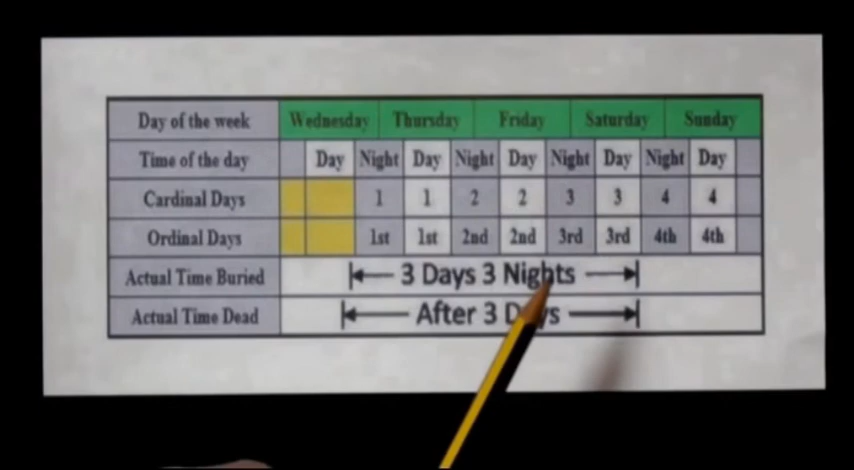 Day of the week Wednesday Thursday Friday Saturday Sunday
Time of the day Day Night Day Night Day Night Day Night Day
Cardinal Days 1 1 2 2 3 3 4 4
Ordinal Days 1st 1st 2nd 2nd 3rd 3rd 4th 4th
Actual Time Buried 3 Days 3 Nights
Actual Time Dead After 3 Days